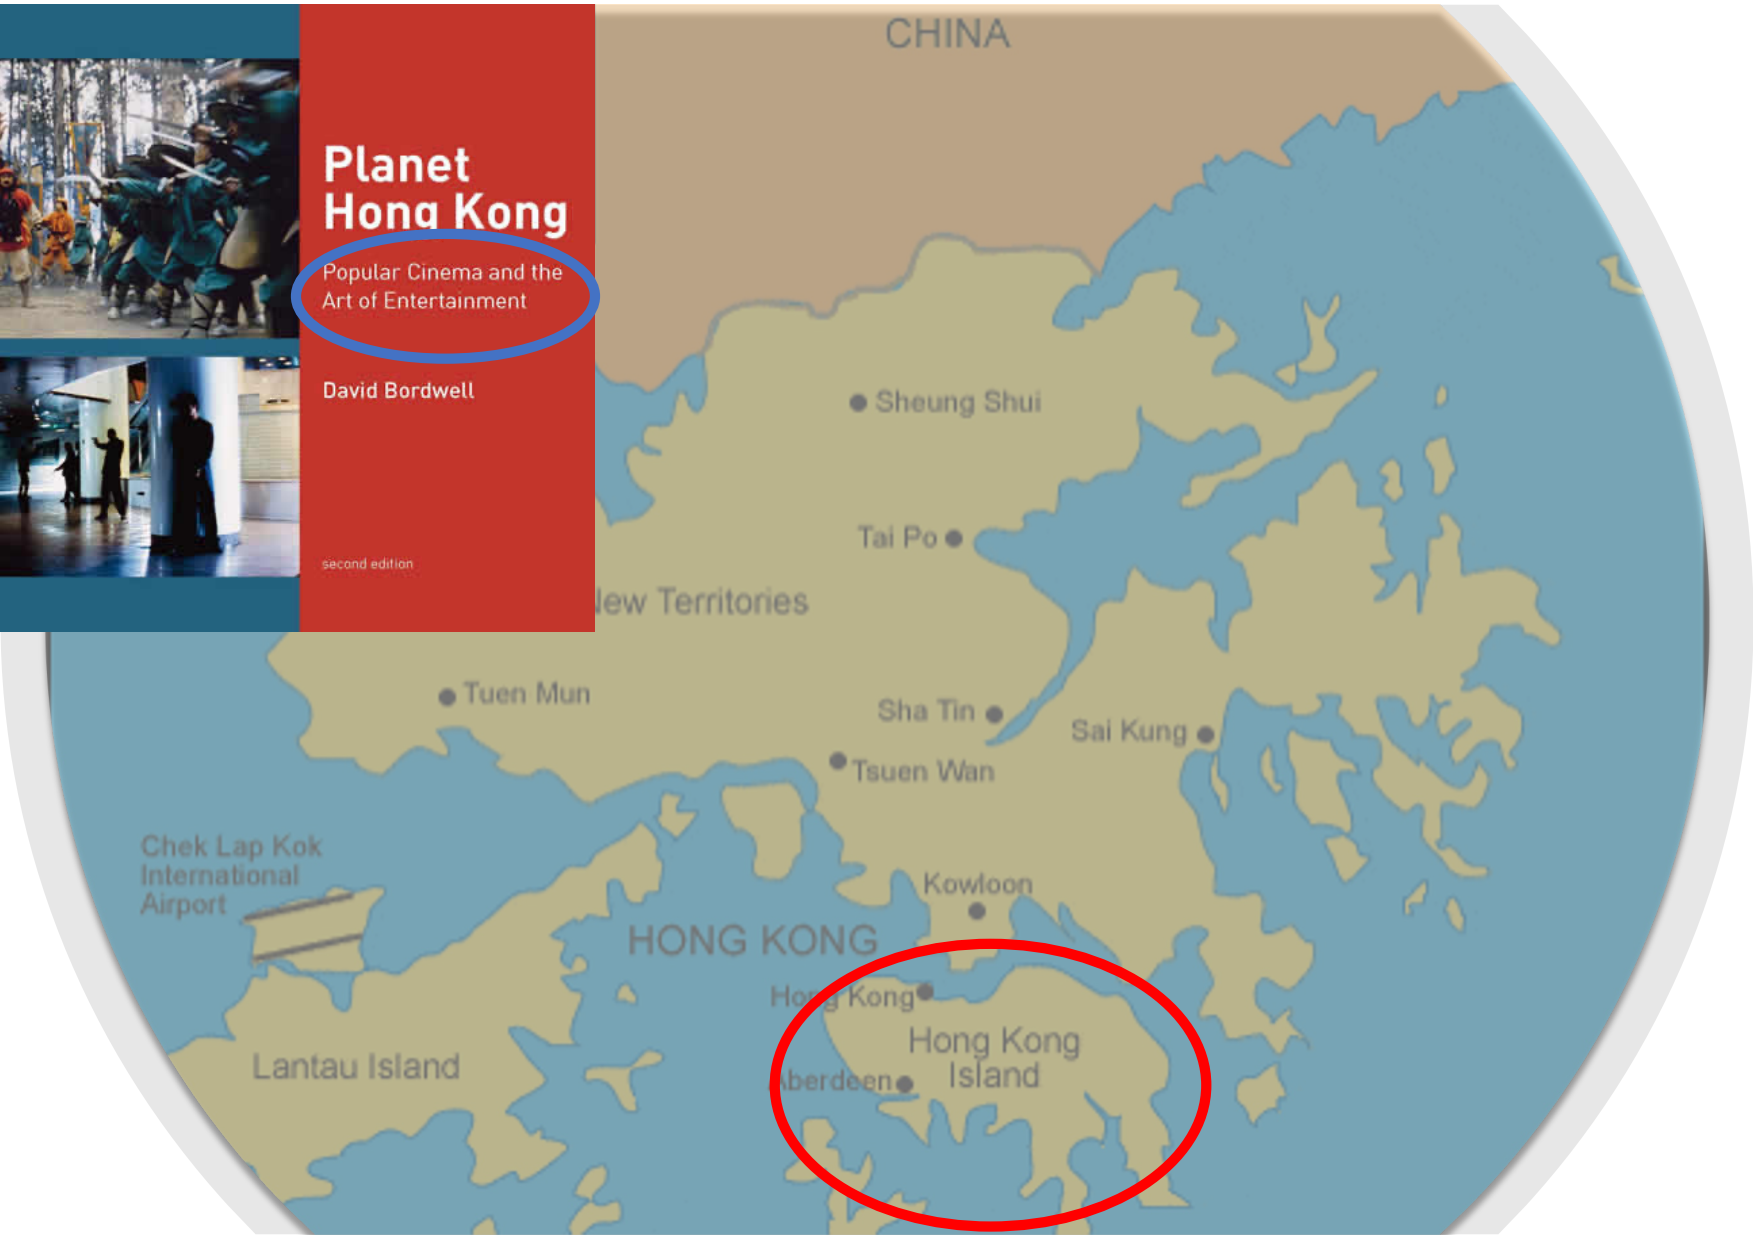 CHINA
Planet
Hong Kong
Popular Cinema and the
Art of Entertainment
David Bordwell
second edition
Sheung Shui
Tai Po
New Territories
Tuen Mun
Sha Tin
Sai Kung
Tsuen Wan
Chek Lap Kok
International
Airport
Kowloon
HONG KONG
Hong Kong
Hong Kong
Island
Aberdeen
Lantau Island